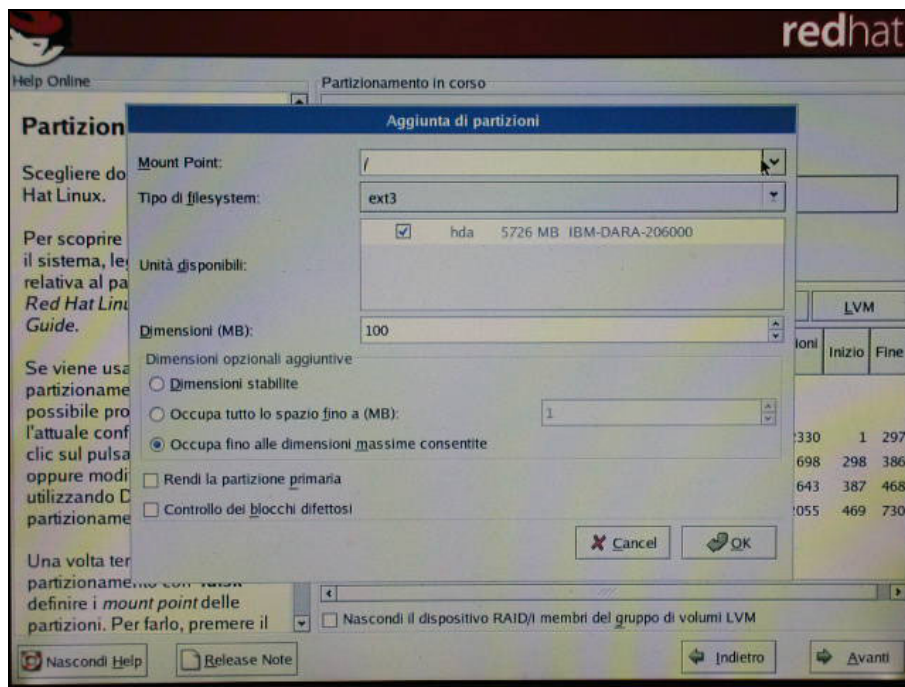 redhat
Help Online
Partizionamento in corso
Partizion
Scegliere do
Hat Linux.
Per scoprire
il sistema, le
relativa al pa
Red Hat Linu
Guide.
Se viene usa
partizioname
possibile pro
l'attuale conf
clic sul pulsa
oppure modi
utilizzando D
partizioname
Una volta ter
partizioname
definire i mount point delle
partizioni. Per farlo, premere il
Aggiunta di partizioni
Mount Point:
/
Tipo di filesystem:
ext3
Unità disponibili:
hda 5726 MB IBM-DARA-206000
Dimensioni (MB):
100
Dimensioni opzionali aggiuntive
Dimensioni stabilite
Occupa tutto lo spazio fino a (MB):
1
Occupa fino alle dimensioni massime consentite
Rendi la partizione primaria
Controllo dei blocchi difettosi
Cancel
OK
LVM
ioni Inizio Fine
330 1 297
698 298 386
643 387 468
055 469 730
Nascondi il dispositivo RAID/i membri del gruppo di volumi LVM
Nascondi Help
Release Note
Indietro
Avanti